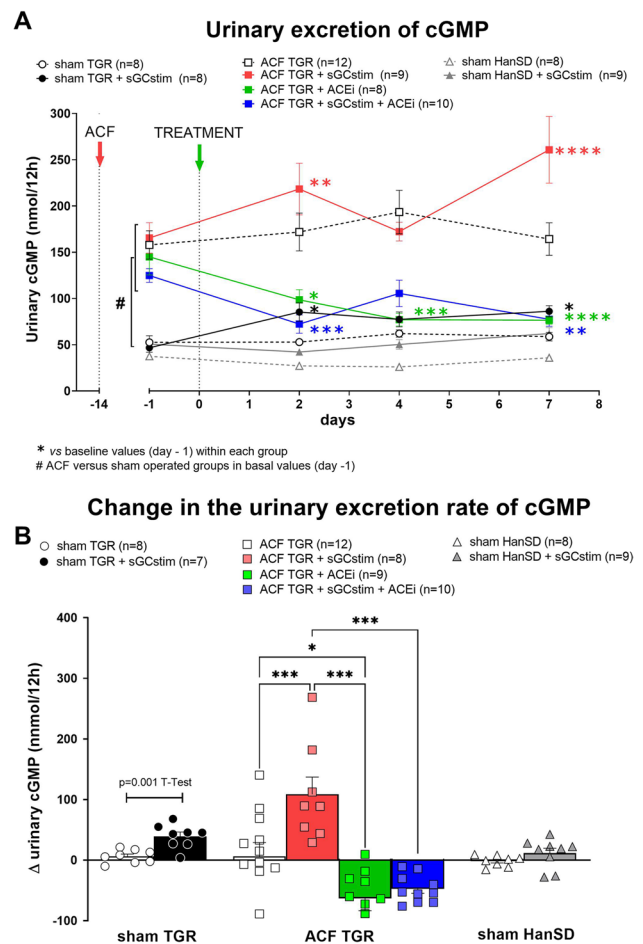 A
Urinary excretion of cGMP
sham TGR (n=8)
sham TGR + sGCstim (n=8)
ACF TGR (n=12)
ACF TGR + sGCstim (n=9)
ACF TGR + ACEi (n=8)
ACF TGR + sGCstim + ACEi (n=10)
sham HanSD (n=8)
sham HanSD + sGCstim (n=9)
Urinary cGMP (nmol/12h)
300
250
200
150
100
50
0
ACF
TREATMENT
#
**
****
*
*
***
***
*
****
**
-14
-1
0
1
2
3
4
5
6
7
8
days
* vs baseline values (day - 1) within each group
# ACF versus sham operated groups in basal values (day -1)
Change in the urinary excretion rate of cGMP
B
sham TGR (n=8)
sham TGR + sGCstim (n=7)
ACF TGR (n=12)
ACF TGR + sGCstim (n=8)
ACF TGR + ACEi (n=9)
ACF TGR + sGCstim + ACEi (n=10)
sham HanSD (n=8)
sham HanSD + sGCstim (n=9)
Δ urinary cGMP (nnmol/12h)
400
300
200
100
0
-100
***
*
***
***
p=0.001 T-Test
sham TGR
ACF TGR
sham HanSD